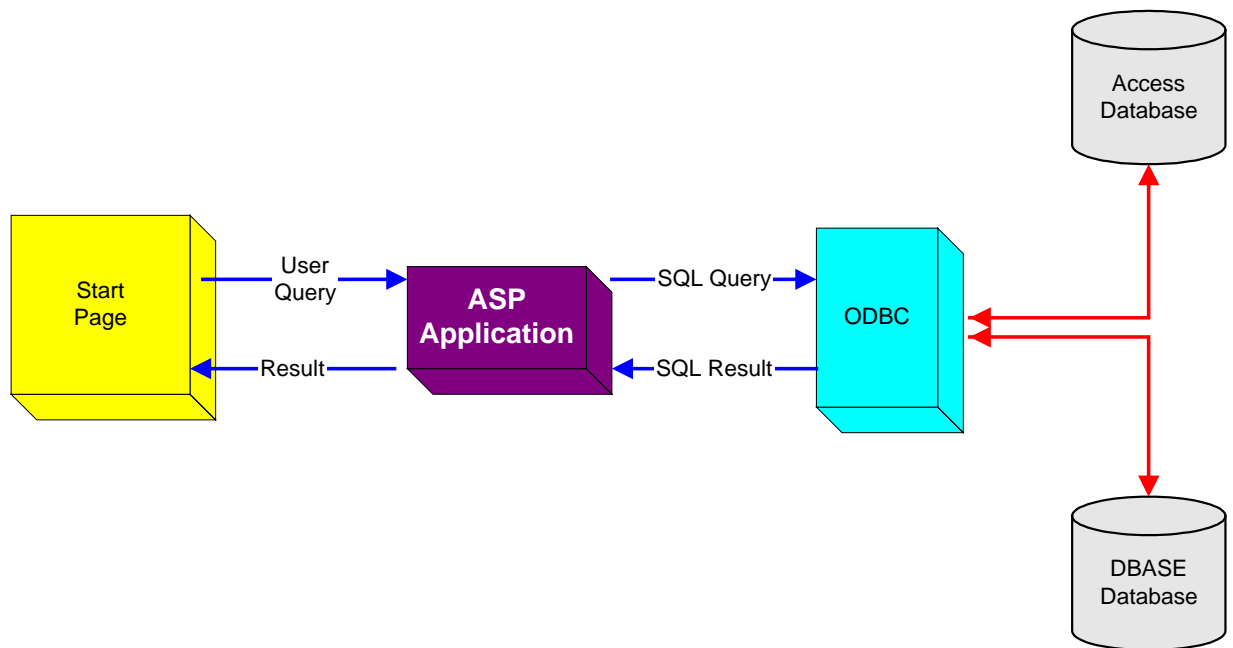 Access
Database
Start
Page
User
Query
ASP
Application
SQL Query
ODBC
Result
SQL Result
DBASE
Database